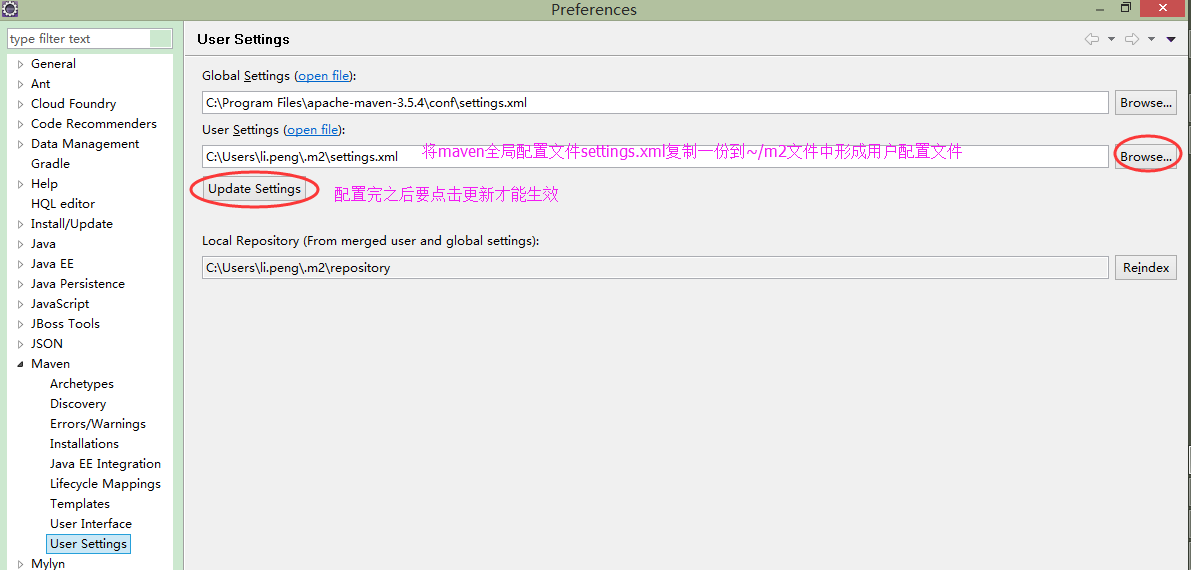 Preferences
type filter text
User Settings
General
Ant
Cloud Foundry
Code Recommenders
Data Management
Gradle
Help
HQL editor
Install/Update
Java
Java EE
Java Persistence
JavaScript
JBoss Tools
JSON
Maven
Archetypes
Discovery
Errors/Warnings
Installations
Java EE Integration
Lifecycle Mappings
Templates
User Interface
User Settings
Mylyn
Global Settings (open file):
C:\Program Files\apache-maven-3.5.4\conf\settings.xml Browse...
User Settings (open file):
C:\Users\li.peng\.m2\settings.xml 将maven全局配置文件settings.xml复制一份到~/m2文件中形成用户配置文件 Browse...
Update Settings 配置完之后要点击更新才能生效
Local Repository (From merged user and global settings):
C:\Users\li.peng\.m2\repository Reindex